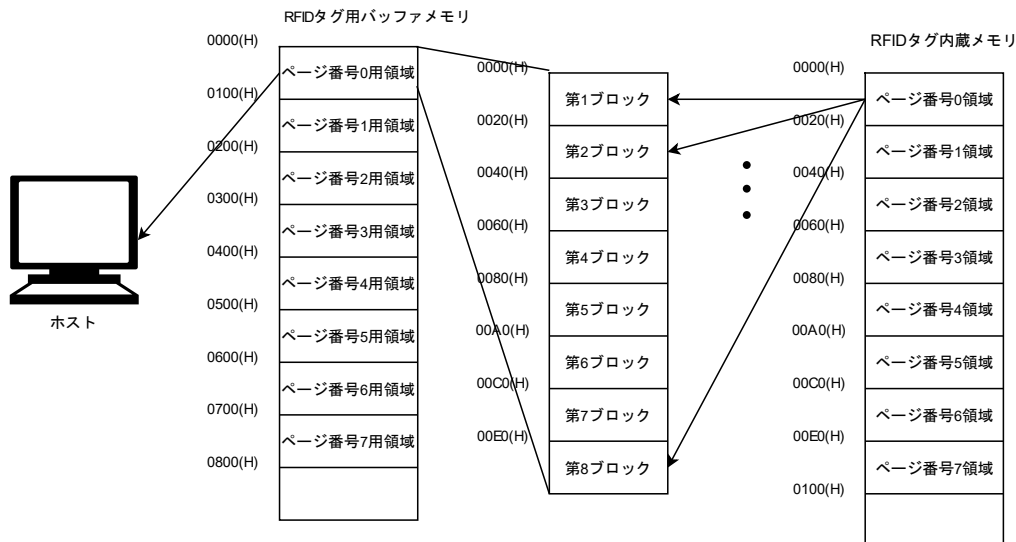 RFIDタグ用バッファメモリ
0000(H)
ページ番号0用領域
0100(H)
ページ番号1用領域
0200(H)
ページ番号2用領域
0300(H)
ページ番号3用領域
0400(H)
ページ番号4用領域
0500(H)
ページ番号5用領域
0600(H)
ページ番号6用領域
0700(H)
ページ番号7用領域
0800(H)
ホスト
0000(H)
第1ブロック
0020(H)
第2ブロック
0040(H)
第3ブロック
0060(H)
第4ブロック
0080(H)
第5ブロック
00A0(H)
第6ブロック
00C0(H)
第7ブロック
00E0(H)
第8ブロック
RFIDタグ内蔵メモリ
0000(H)
ページ番号0領域
0020(H)
ページ番号1領域
0040(H)
ページ番号2領域
0060(H)
ページ番号3領域
0080(H)
ページ番号4領域
00A0(H)
ページ番号5領域
00C0(H)
ページ番号6領域
00E0(H)
ページ番号7領域
0100(H)